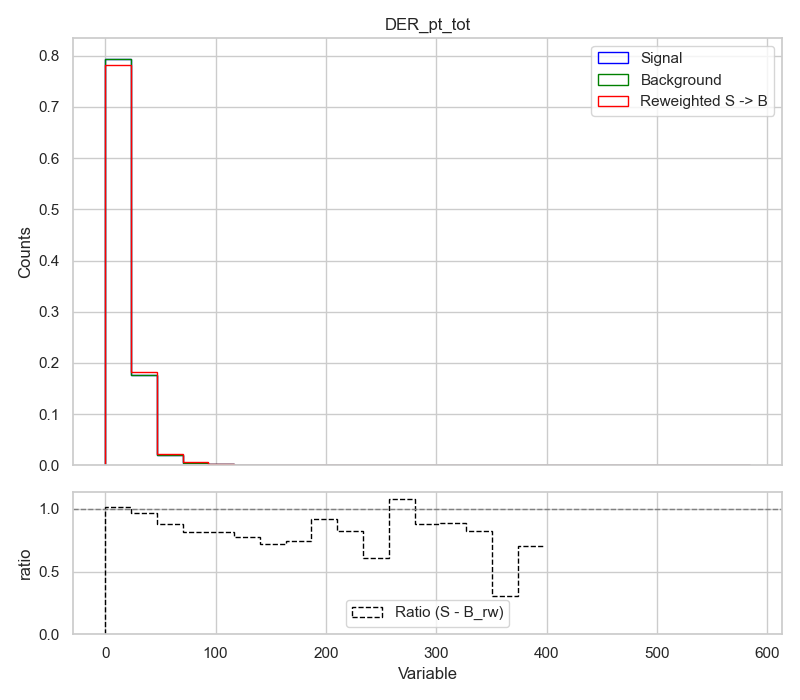 DER_pt_tot
Counts
0.8
0.7
0.6
0.5
0.4
0.3
0.2
0.1
0.0
Signal
Background
Reweighted S -> B
ratio
1.0
0.5
0.0
Ratio (S - B_rw)
0
100
200
300
400
500
600
Variable